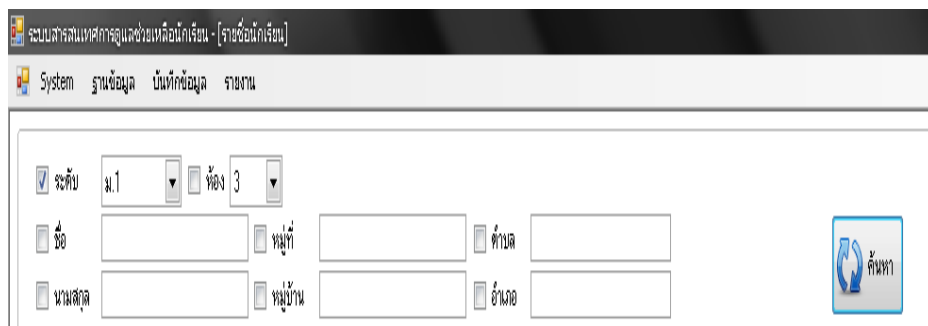 ระบบสารสนเทศการดูแลช่วยเหลือนักเรียน - [รายชื่อนักเรียน]
System ฐานข้อมูล บันทึกข้อมูล รายงาน
ระดับ ม.1 ห้อง 3
ชื่อ หมู่ที่ ตำบล
ค้นหา
นามสกุล หมู่บ้าน อำเภอ